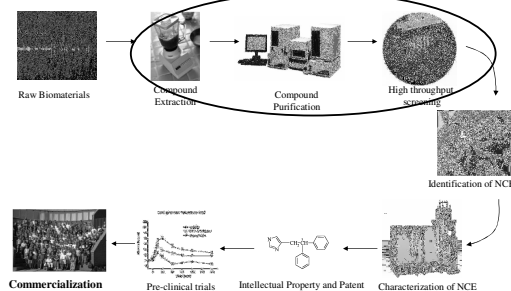 Raw Biomaterials
Compound
Extraction
Compound
Purification
High throughput
screening
Identification of NCE
Characterization of NCE
Intellectual Property and Patent
Pre-clinical trials
Commercialization